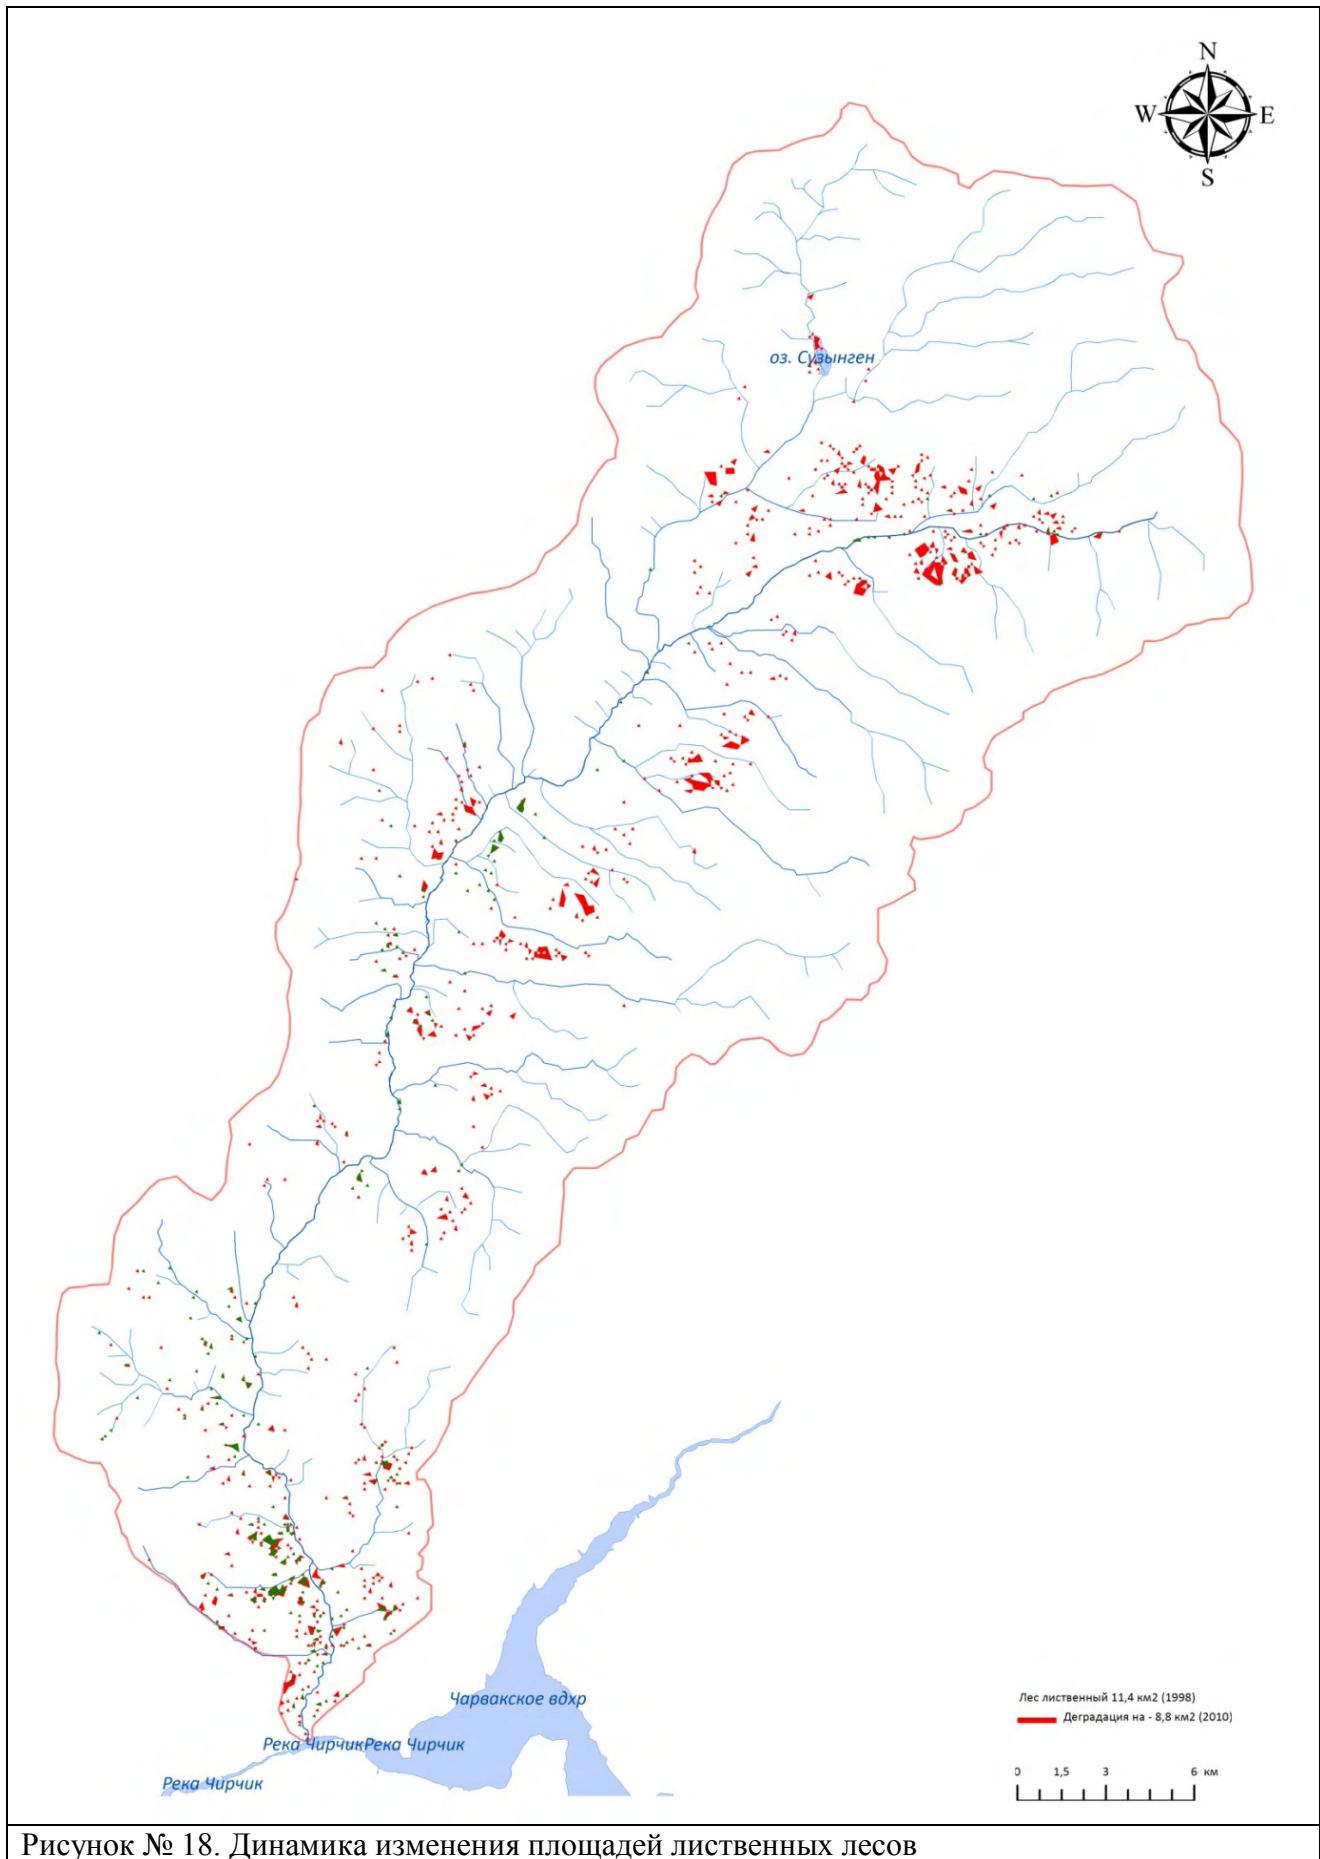 N
W E
S
оз. Сузынген
Чарвакское вдхр
Река Чирчик Река Чирчик
Река Чирчик
Лес лиственный 11,4 км2 (1998)
Деградация на - 8,8 км2 (2010)
0 1,5 3 6 км
Рисунок № 18. Динамика изменения площадей лиственных лесов